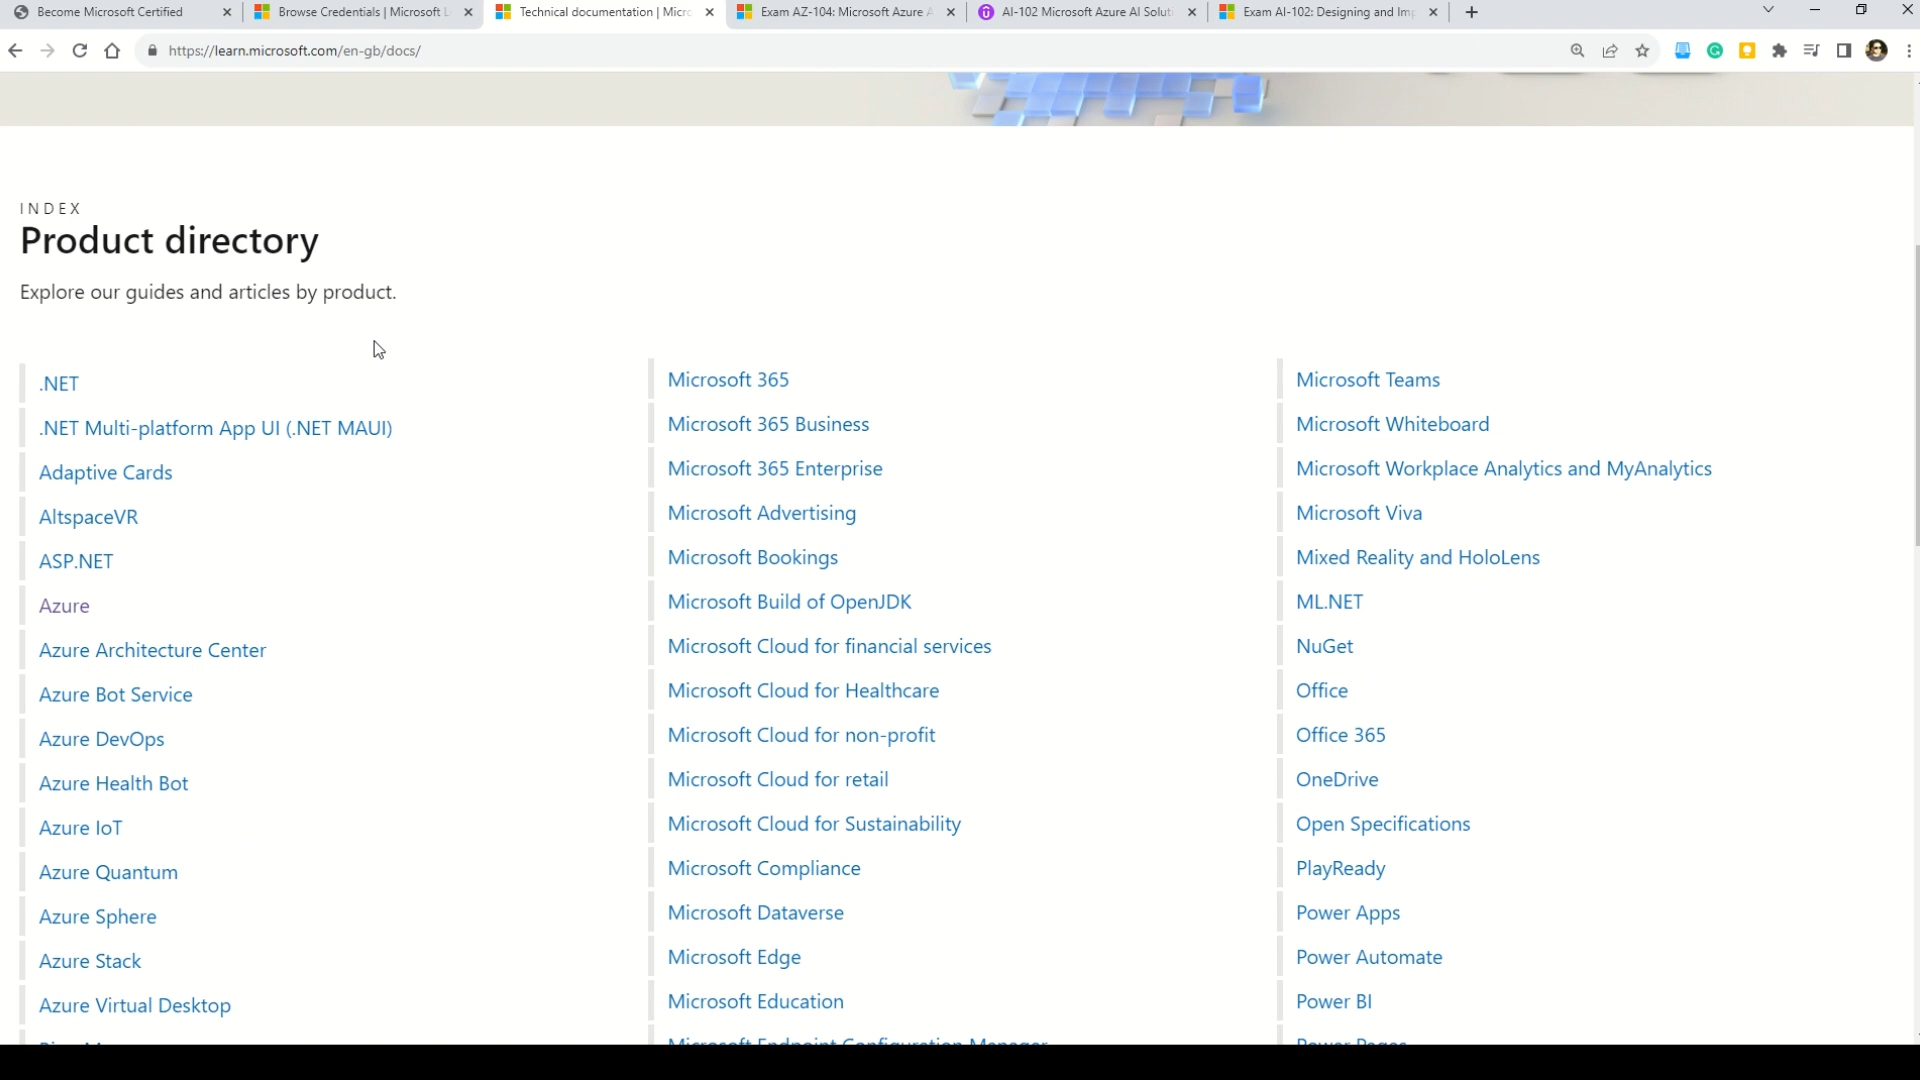 Become Microsoft Certified
Browse Credentials | Microsoft L
Technical documentation | Micro
Exam AZ-104: Microsoft Azure A
AI-102 Microsoft Azure AI Soluti
Exam AI-102: Designing and Imp
https://learn.microsoft.com/en-gb/docs/
INDEX
Product directory
Explore our guides and articles by product.
.NET
.NET Multi-platform App UI (.NET MAUI)
Adaptive Cards
AltspaceVR
ASP.NET
Azure
Azure Architecture Center
Azure Bot Service
Azure DevOps
Azure Health Bot
Azure IoT
Azure Quantum
Azure Sphere
Azure Stack
Azure Virtual Desktop
Microsoft 365
Microsoft 365 Business
Microsoft 365 Enterprise
Microsoft Advertising
Microsoft Bookings
Microsoft Build of OpenJDK
Microsoft Cloud for financial services
Microsoft Cloud for Healthcare
Microsoft Cloud for non-profit
Microsoft Cloud for retail
Microsoft Cloud for Sustainability
Microsoft Compliance
Microsoft Dataverse
Microsoft Edge
Microsoft Education
Microsoft Endpoint Configuration Manager
Microsoft Teams
Microsoft Whiteboard
Microsoft Workplace Analytics and MyAnalytics
Microsoft Viva
Mixed Reality and HoloLens
ML.NET
NuGet
Office
Office 365
OneDrive
Open Specifications
PlayReady
Power Apps
Power Automate
Power BI
Power Pages